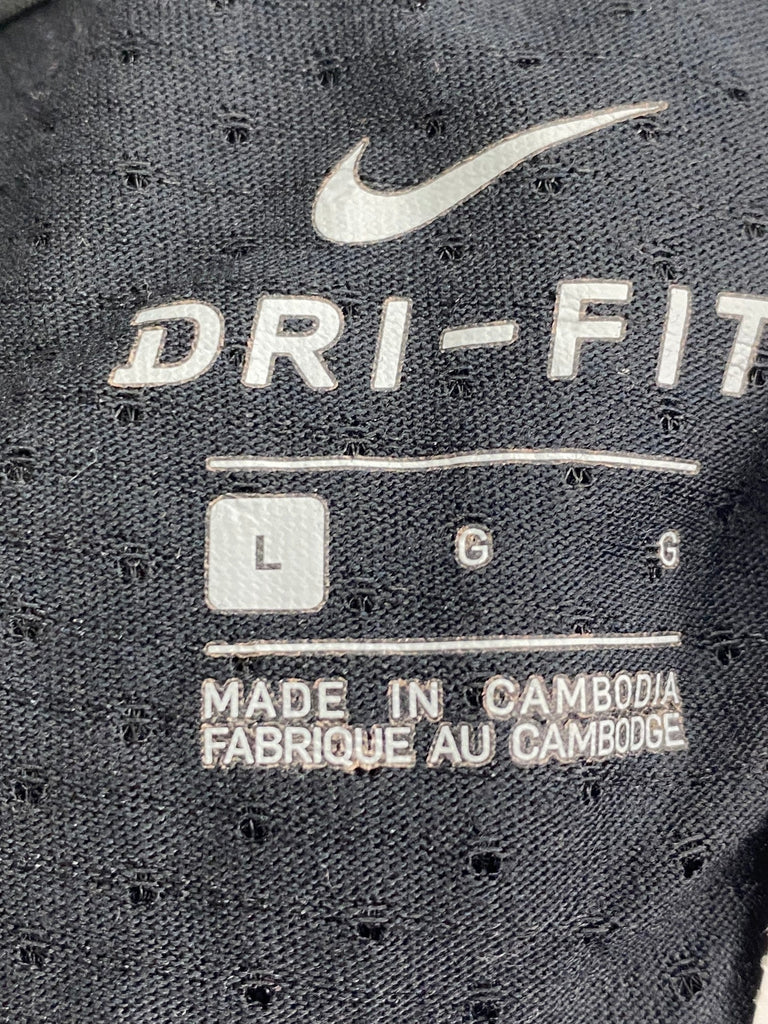 DRI-FIT
L G G
MADE IN CAMBODIA
FABRIQUE AU CAMBODGE